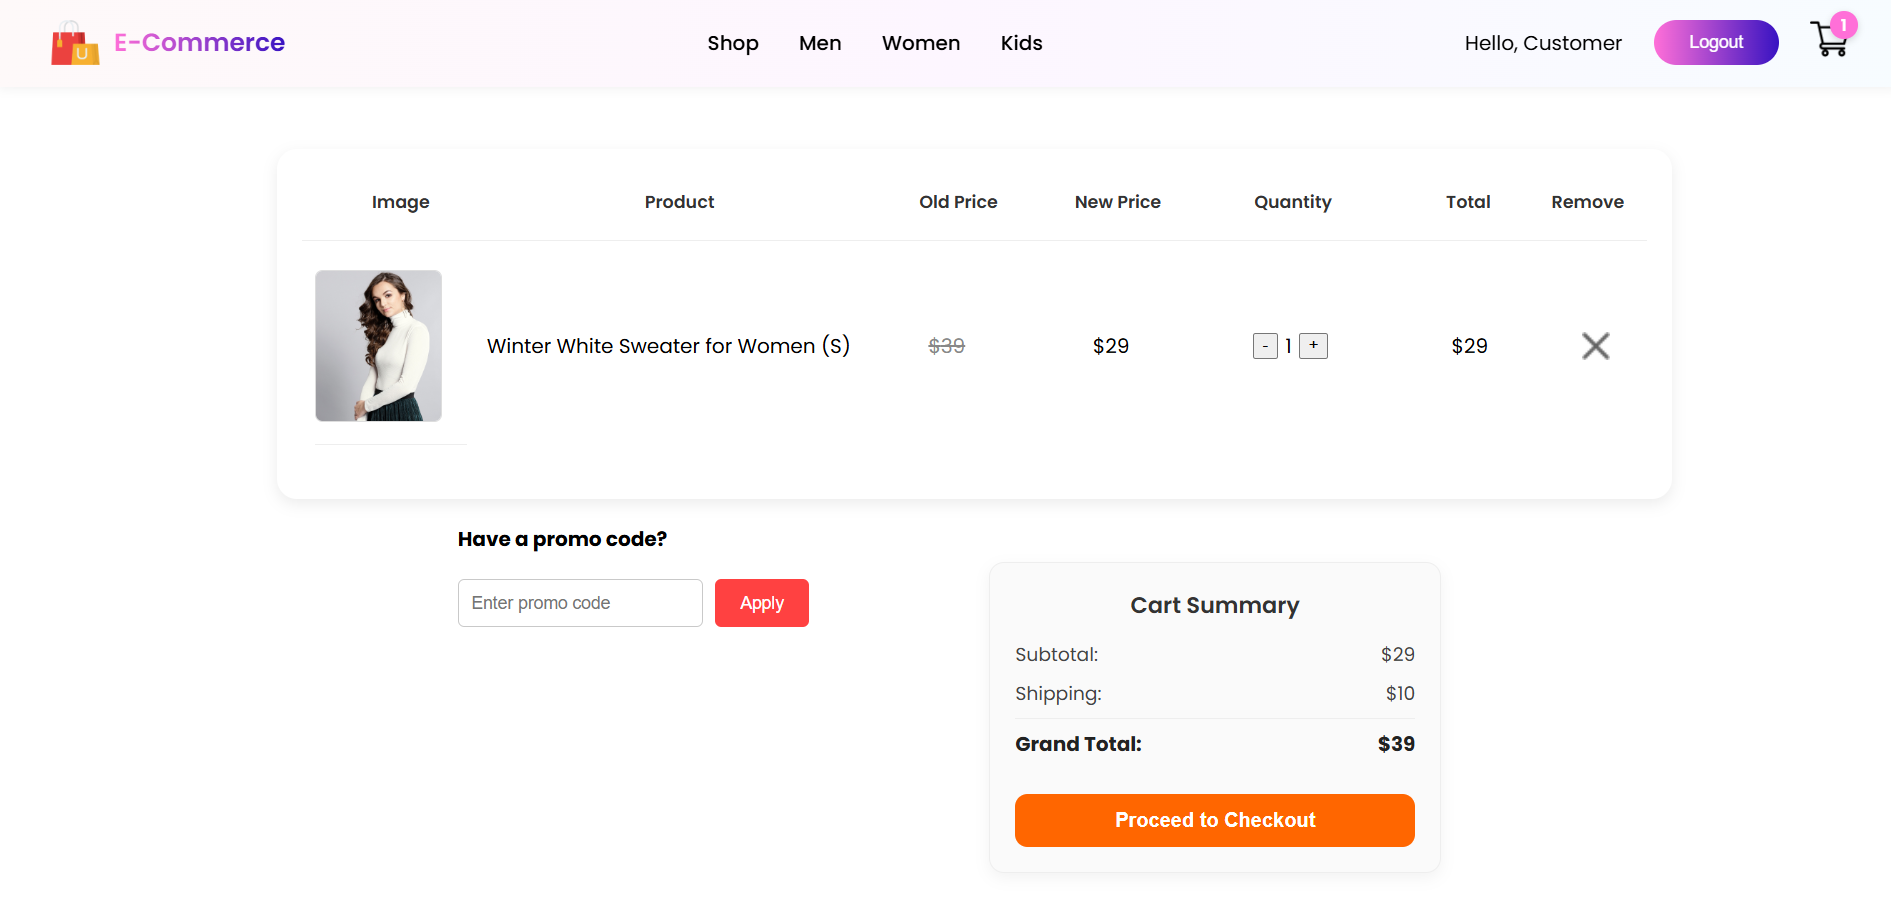 E-Commerce
Shop Men Women Kids
Hello, Customer
Logout
1
Image Product Old Price New Price Quantity Total Remove
Winter White Sweater for Women (S) $39 $29 - 1 + $29
Have a promo code?
Enter promo code Apply
Cart Summary
Subtotal: $29
Shipping: $10
Grand Total: $39
Proceed to Checkout